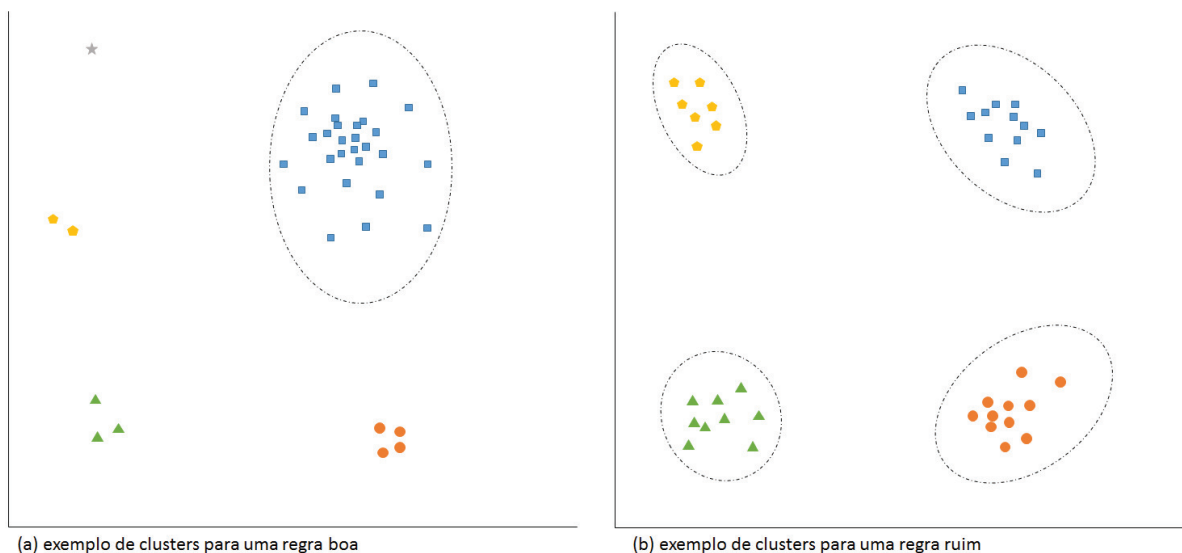 (a) exemplo de clusters para uma regra boa
(b) exemplo de clusters para uma regra ruim